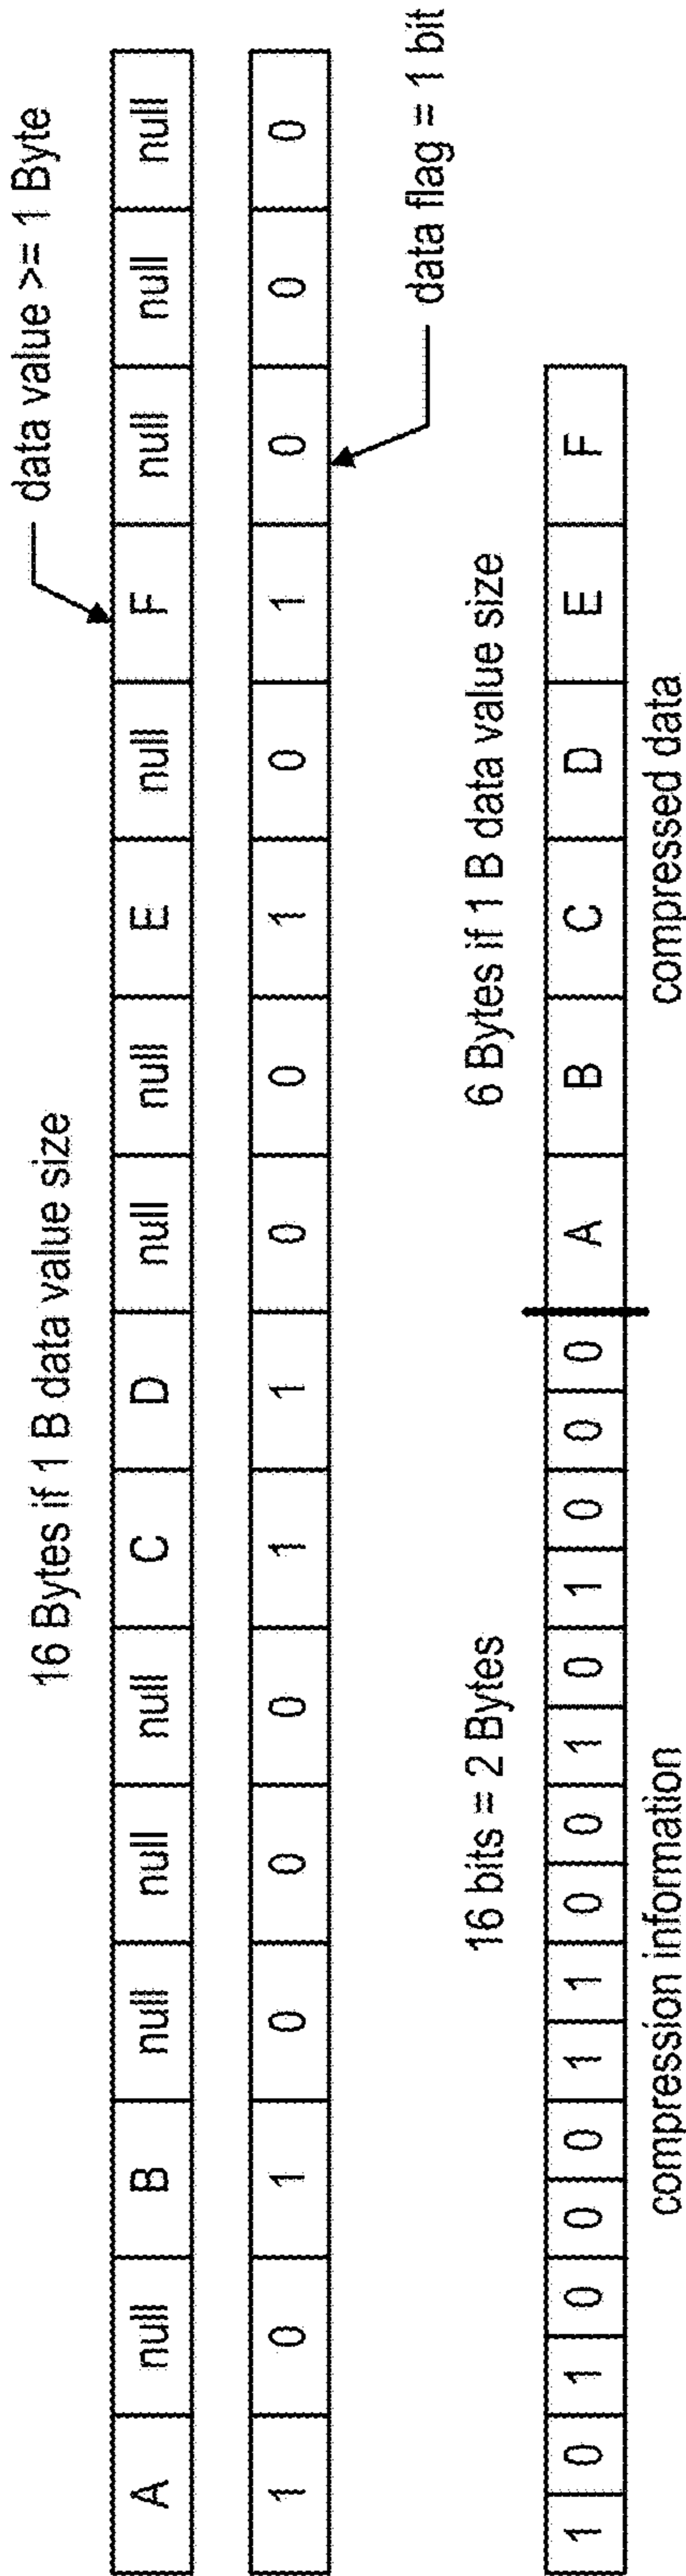 data value >= 1 Byte
16 Bytes if 1 B data value size
A null B null null null C D null null E null F null null null
1 0 1 0 0 0 1 1 0 0 1 0 1 0 0 0
data flag = 1 bit
16 bits = 2 Bytes 6 Bytes if 1 B data value size
1 0 1 0 0 0 1 1 0 0 1 0 1 0 0 0 A B C D E F
compression information compressed data